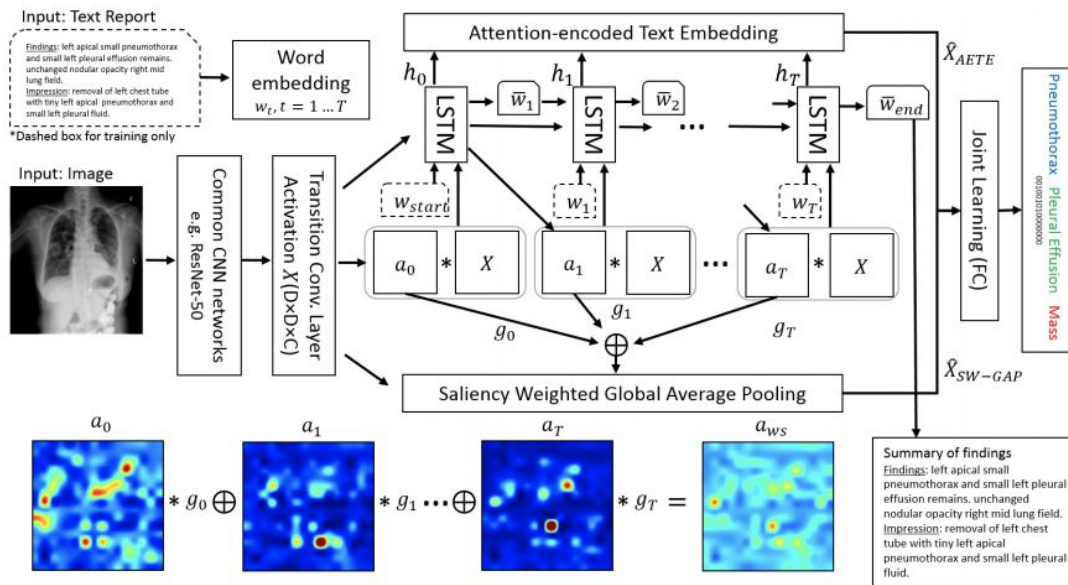 Input: Text Report
Findings: left apical small pneumothorax
and small left pleural effusion remains.
unchanged nodular opacity right mid
lung field.
Impression: removal of left chest tube
with tiny left apical pneumothorax and
small left pleural fluid.
*Dashed box for training only
Word
embedding
w_t, t = 1 … T
Input: Image
Common CNN networks
e.g. ResNet-50
Transition Conv. Layer
Activation X(D×D×C)
Attention-encoded Text Embedding
h_0
h_1
h_T
LSTM
LSTM
LSTM
w̅_1
w̅_2
…
w̅_end
w_start
w_1
w_T
a_0 * X
a_1 * X
…
a_T * X
g_0
g_1
g_T
⊕
Saliency Weighted Global Average Pooling
X̂_AETE
X̂_SW−GAP
Joint Learning (FC)
Pneumothorax Pleural Effusion Mass
a_0
a_1
a_T
a_ws
* g_0 ⊕ * g_1 … ⊕ * g_T =
Summary of findings
Findings: left apical small
pneumothorax and small left pleural
effusion remains. unchanged
nodular opacity right mid lung field.
Impression: removal of left chest
tube with tiny left apical
pneumothorax and small left pleural
fluid.